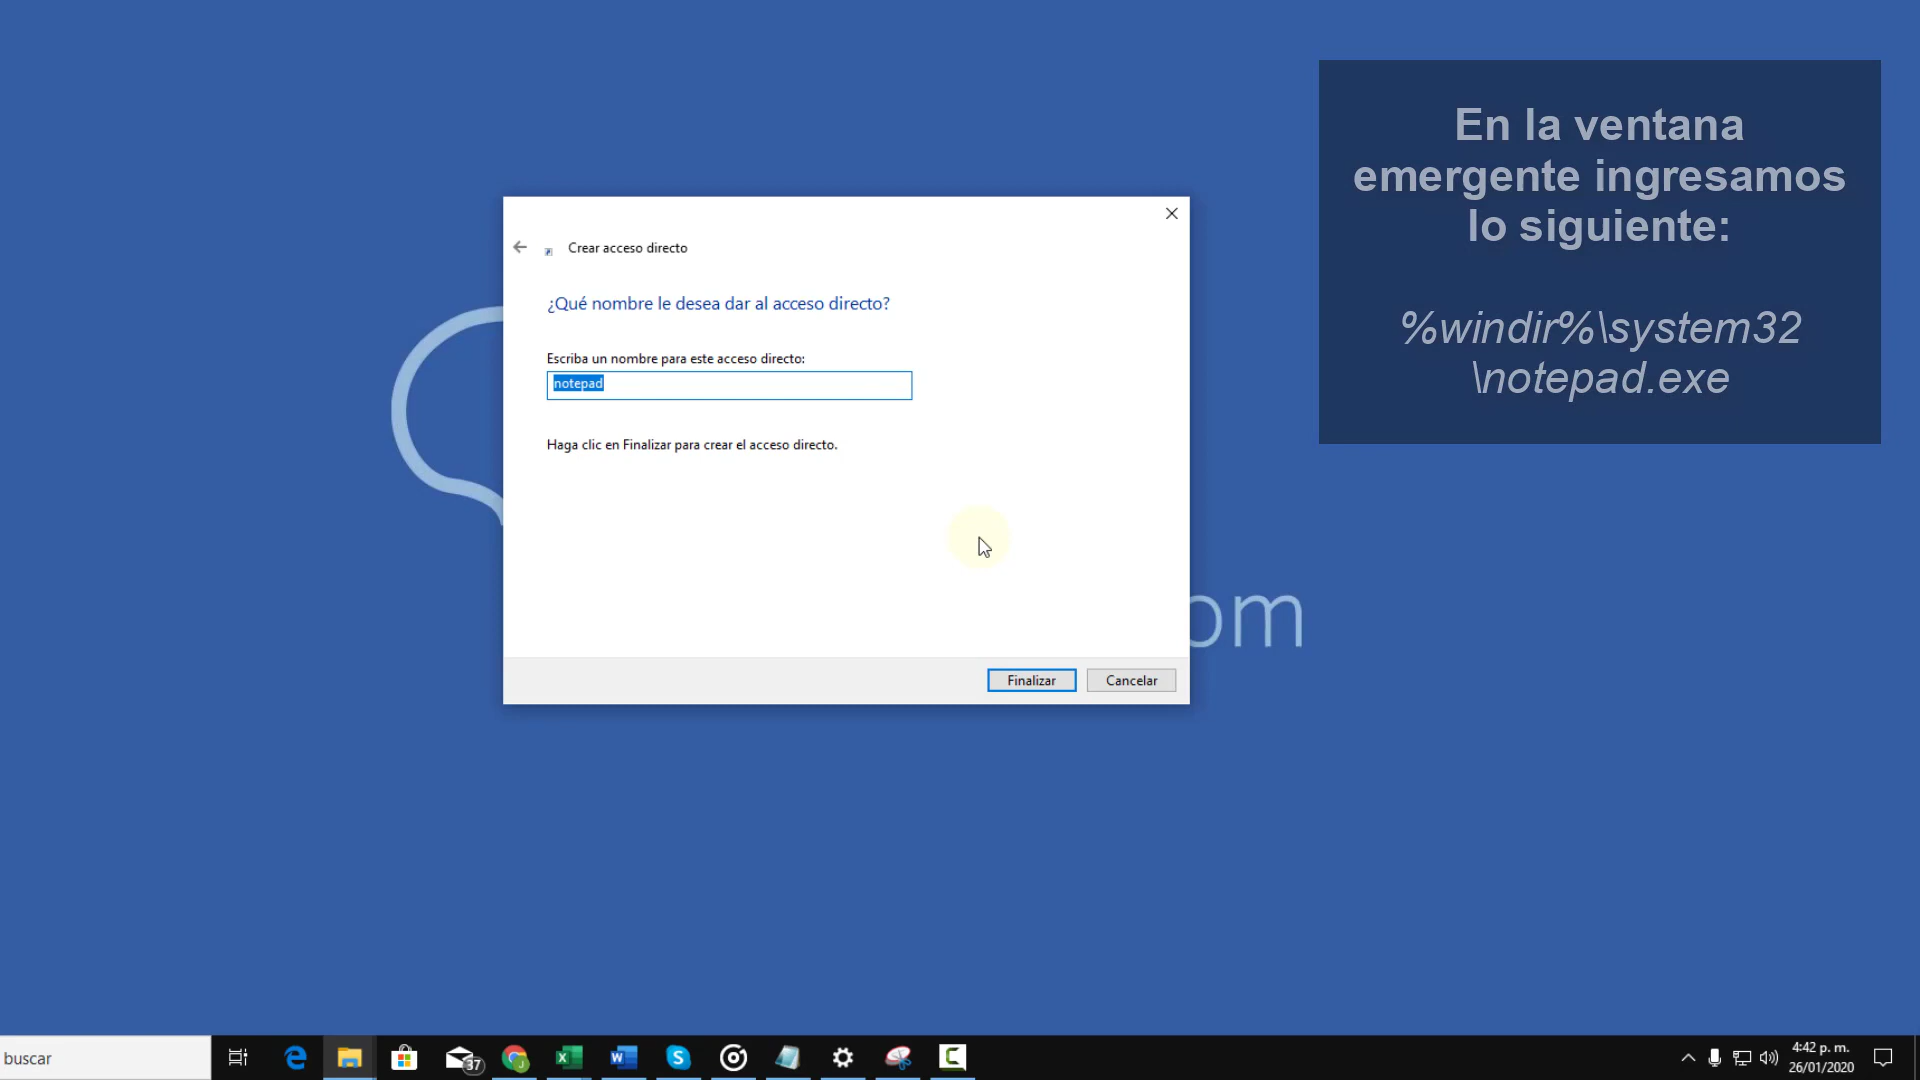 En la ventana
emergente ingresamos
lo siguiente:
%windir%\system32
\notepad.exe
Crear acceso directo
¿Qué nombre le desea dar al acceso directo?
Escriba un nombre para este acceso directo:
notepad
Haga clic en Finalizar para crear el acceso directo.
om
Finalizar
Cancelar
buscar
37
4:42 p. m.
26/01/2020